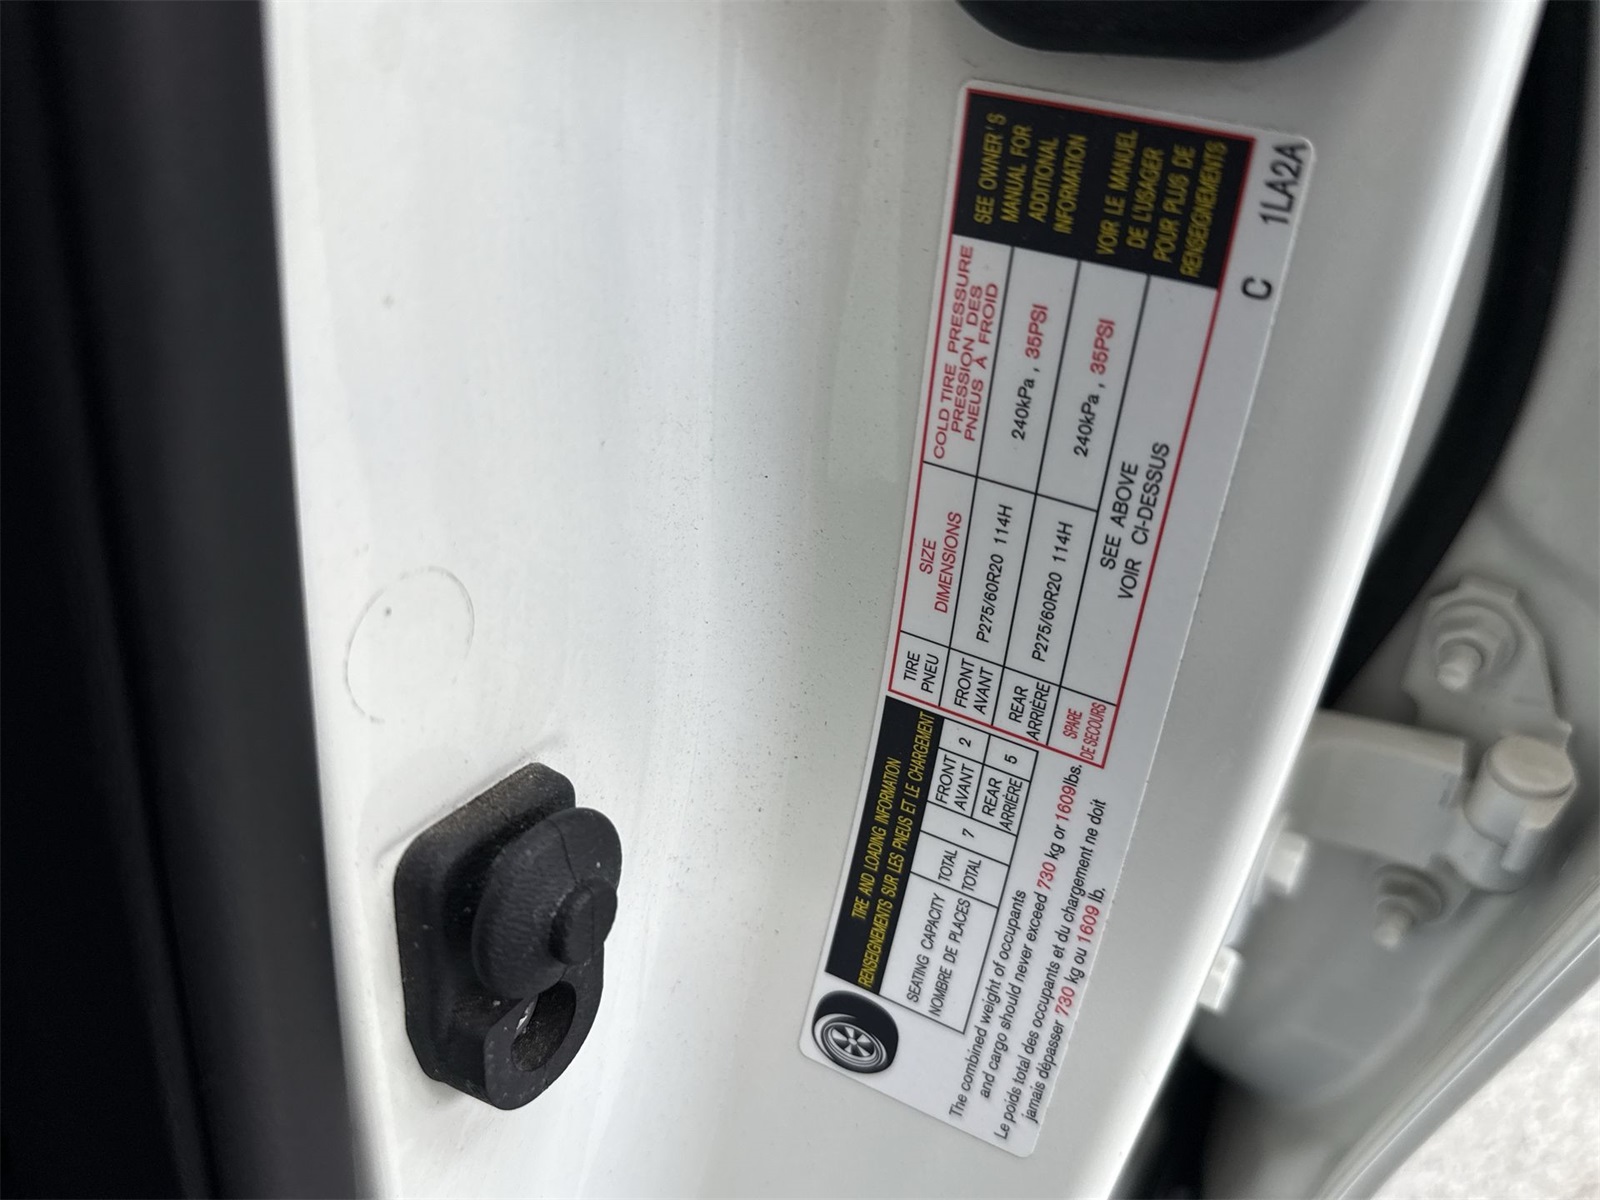 TIRE AND LOADING INFORMATION
RENSEIGNEMENTS SUR LES PNEUS ET LE CHARGEMENT
SEATING CAPACITY
NOMBRE DE PLACES
TOTAL
TOTAL
7
FRONT
AVANT
2
REAR
ARRIÈRE
5
The combined weight of occupants
and cargo should never exceed 730 kg or 1609lbs.
Le poids total des occupants et du chargement ne doit
jamais dépasser 730 kg ou 1609 lb.
TIRE
PNEU
SIZE
DIMENSIONS
COLD TIRE PRESSURE
PRESSION DES
PNEUS À FROID
FRONT
AVANT
P275/60R20 114H
240kPa , 35PSI
REAR
ARRIÈRE
P275/60R20 114H
240kPa , 35PSI
SPARE
DE SECOURS
SEE ABOVE
VOIR CI-DESSUS
SEE OWNER'S
MANUAL FOR
ADDITIONAL
INFORMATION
VOIR LE MANUEL
DE L'USAGER
POUR PLUS DE
RENSEIGNEMENTS
C 1LA2A